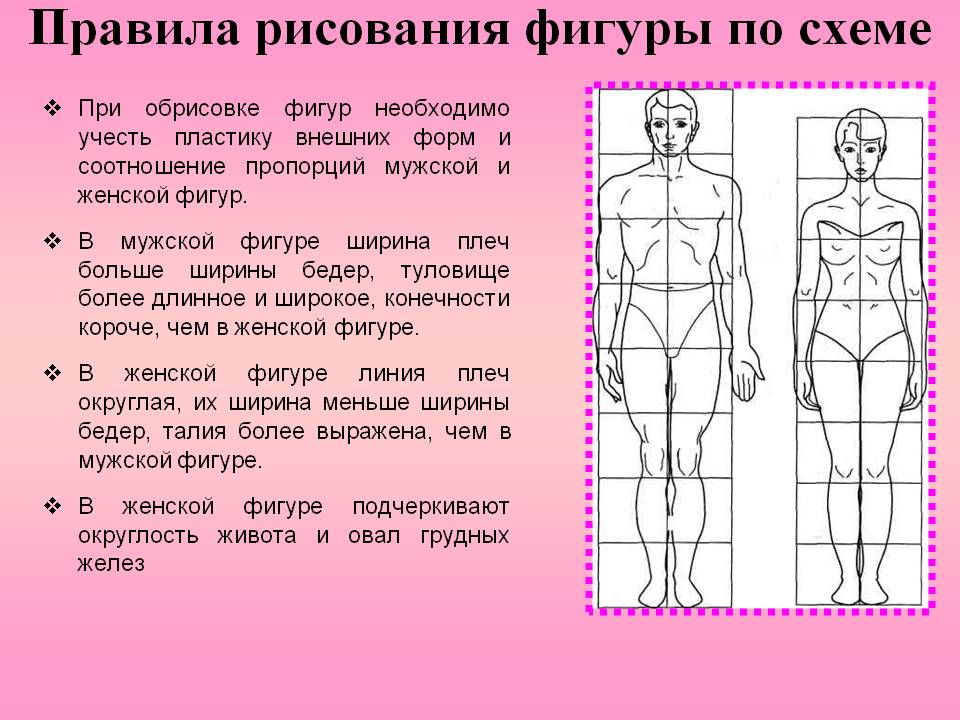 Правила рисования фигуры по схеме
❖ При обрисовке фигур необходимо
учесть пластику внешних форм и
соотношение пропорций мужской и
женской фигур.
❖ В мужской фигуре ширина плеч
больше ширины бедер, туловище
более длинное и широкое, конечности
короче, чем в женской фигуре.
❖ В женской фигуре линия плеч
округлая, их ширина меньше ширины
бедер, талия более выражена, чем в
мужской фигуре.
❖ В женской фигуре подчеркивают
округлость живота и овал грудных
желез